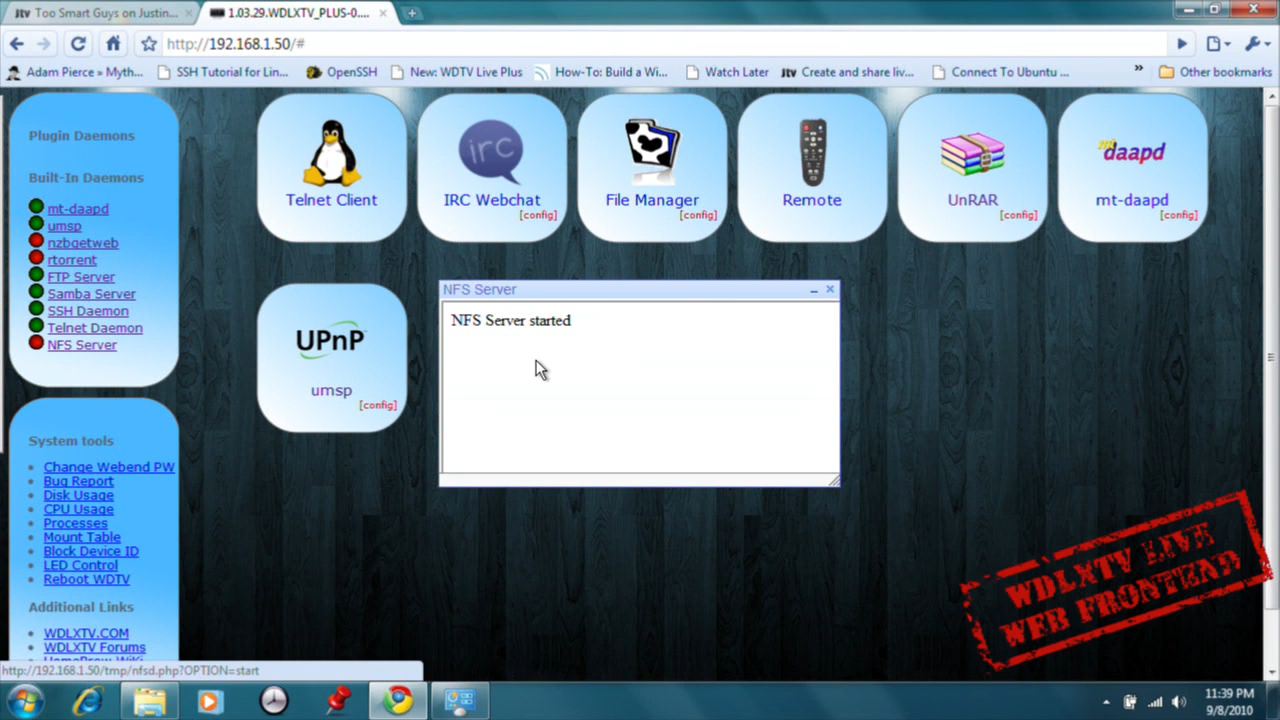 jtv Too Smart Guys on Justin...
1.03.29.WDLXTV_PLUS-0....
http://192.168.1.50/#
Adam Pierce » Myth...
SSH Tutorial for Lin...
OpenSSH
New: WDTV Live Plus
How-To: Build a Wi...
Watch Later
jtv Create and share liv...
Connect To Ubuntu ...
»
Other bookmarks
Plugin Daemons
Built-In Daemons
mt-daapd
umsp
nzbgetweb
rtorrent
FTP Server
Samba Server
SSH Daemon
Telnet Daemon
NFS Server
System tools
Change Webend PW
Bug Report
Disk Usage
CPU Usage
Processes
Mount Table
Block Device ID
LED Control
Reboot WDTV
Additional Links
WDLXTV.COM
WDLXTV Forums
HomeBrew WiKi
Telnet Client
irc
IRC Webchat
[config]
File Manager
[config]
Remote
UnRAR
[config]
mt daapd
mt-daapd
[config]
UPnP
umsp
[config]
NFS Server
NFS Server started
WDLXTV LIVE
WEB FRONTEND
http://192.168.1.50/tmp/nfsd.php?OPTION=start
11:39 PM
9/8/2010